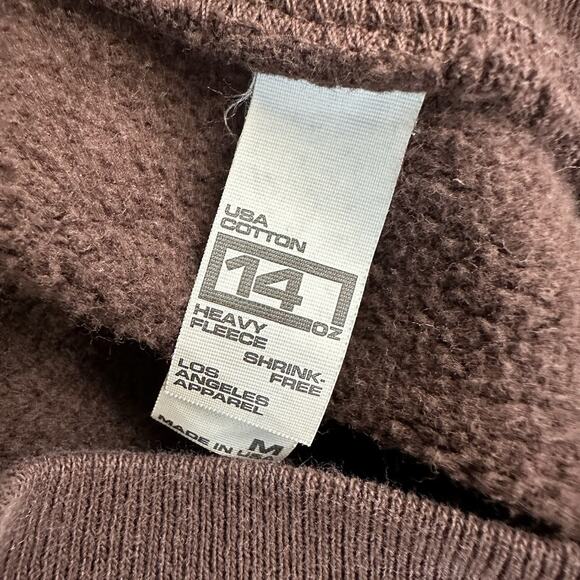 USA
COTTON
14
OZ
HEAVY
FLEECE
SHRINK-
FREE
LOS
ANGELES
APPAREL
M
MADE IN USA